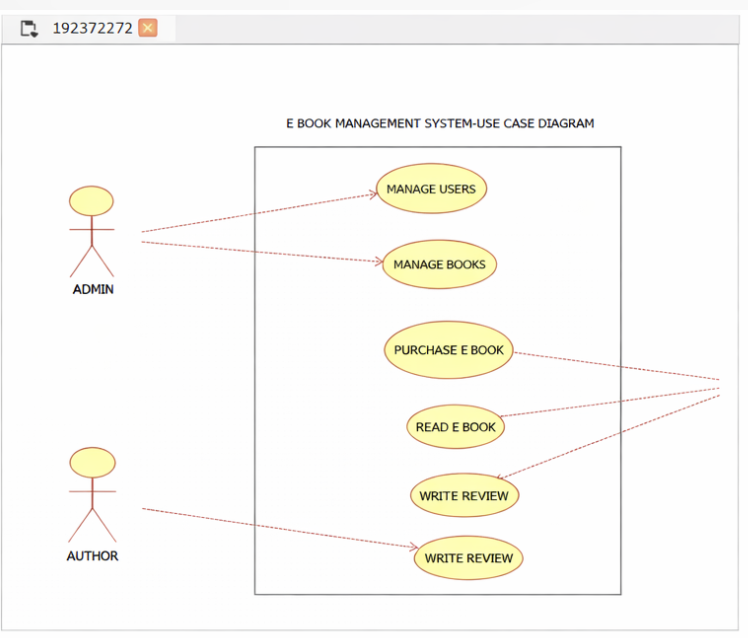 192372272
E BOOK MANAGEMENT SYSTEM-USE CASE DIAGRAM
MANAGE USERS
MANAGE BOOKS
ADMIN
PURCHASE E BOOK
READ E BOOK
WRITE REVIEW
AUTHOR
WRITE REVIEW